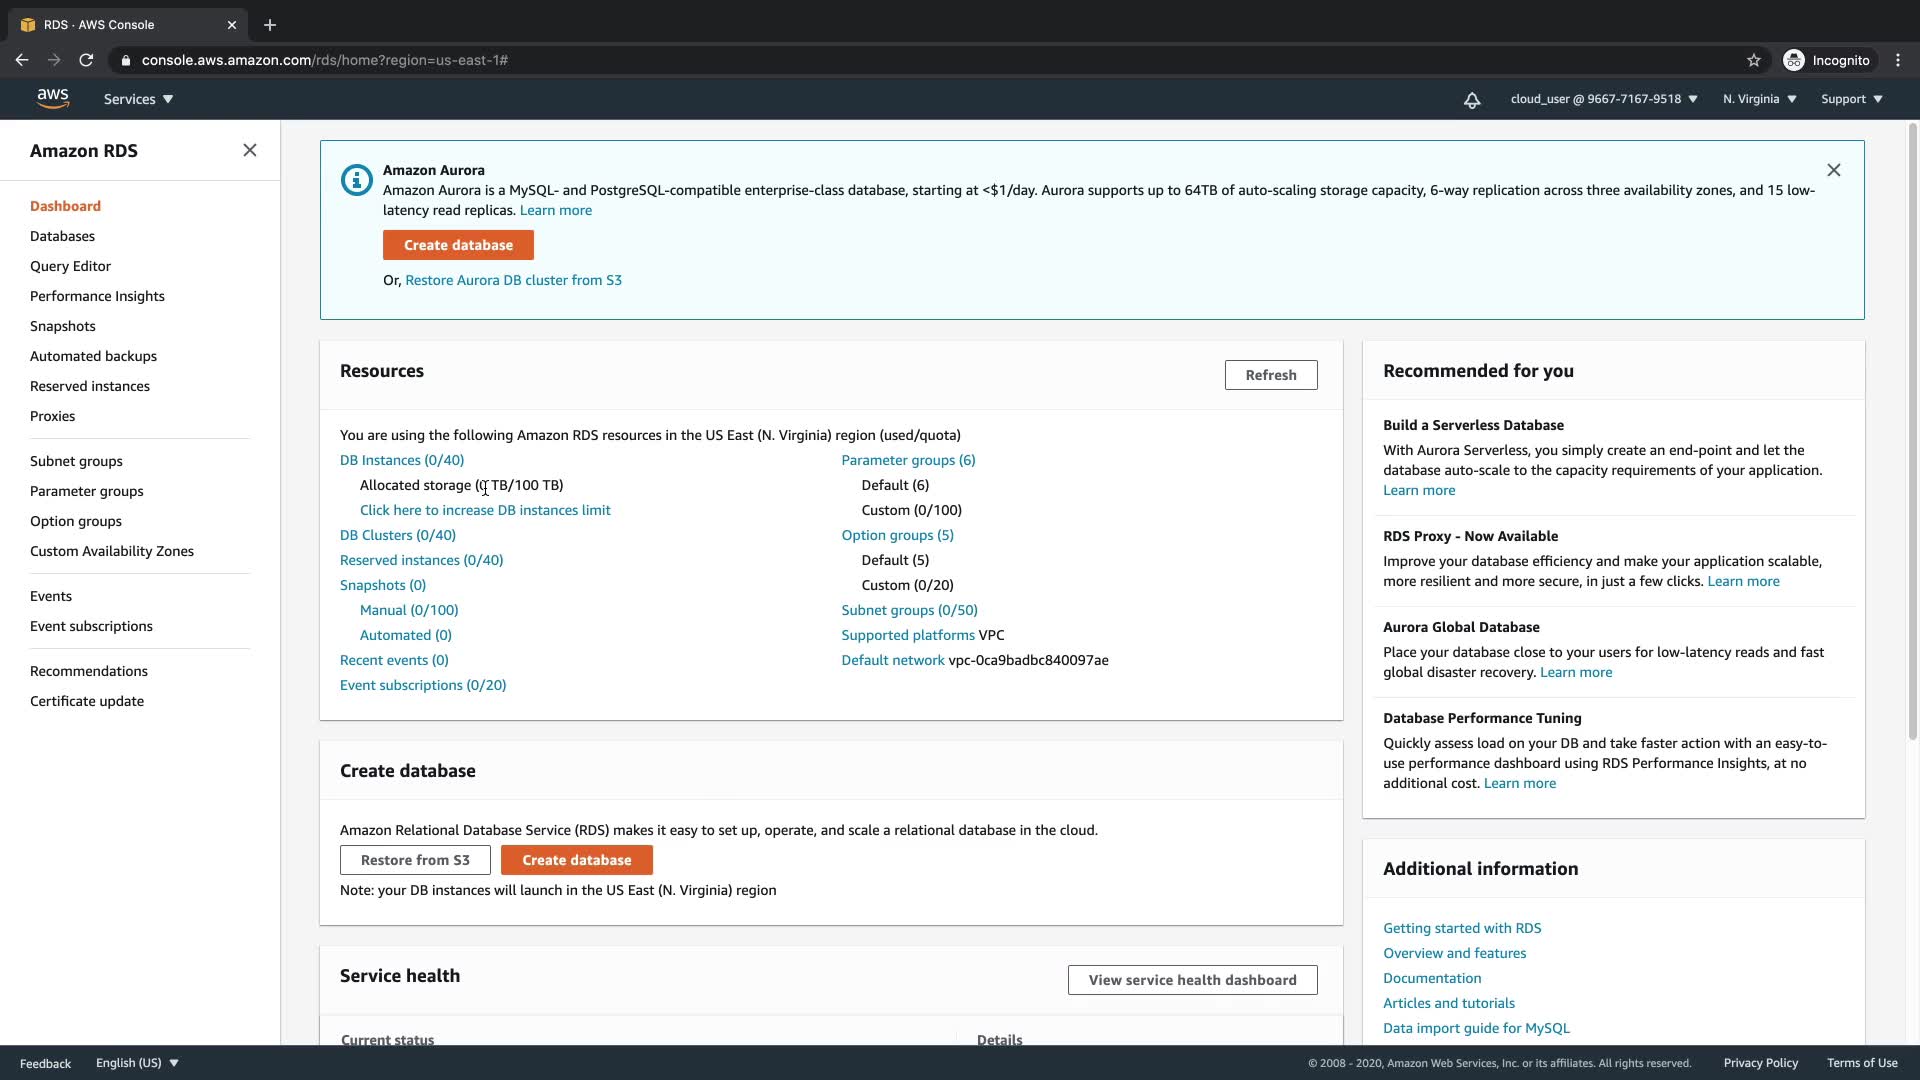 RDS · AWS Console
console.aws.amazon.com/rds/home?region=us-east-1#
Incognito
aws
Services
cloud_user @ 9667-7167-9518
N. Virginia
Support
Amazon RDS
Dashboard
Databases
Query Editor
Performance Insights
Snapshots
Automated backups
Reserved instances
Proxies
Subnet groups
Parameter groups
Option groups
Custom Availability Zones
Events
Event subscriptions
Recommendations
Certificate update
Amazon Aurora
Amazon Aurora is a MySQL- and PostgreSQL-compatible enterprise-class database, starting at <$1/day. Aurora supports up to 64TB of auto-scaling storage capacity, 6-way replication across three availability zones, and 15 low-
latency read replicas. Learn more
Create database
Or, Restore Aurora DB cluster from S3
Resources
Refresh
You are using the following Amazon RDS resources in the US East (N. Virginia) region (used/quota)
DB Instances (0/40)
Allocated storage (0 TB/100 TB)
Click here to increase DB instances limit
DB Clusters (0/40)
Reserved instances (0/40)
Snapshots (0)
Manual (0/100)
Automated (0)
Recent events (0)
Event subscriptions (0/20)
Parameter groups (6)
Default (6)
Custom (0/100)
Option groups (5)
Default (5)
Custom (0/20)
Subnet groups (0/50)
Supported platforms VPC
Default network vpc-0ca9badbc840097ae
Create database
Amazon Relational Database Service (RDS) makes it easy to set up, operate, and scale a relational database in the cloud.
Restore from S3
Create database
Note: your DB instances will launch in the US East (N. Virginia) region
Service health
View service health dashboard
Current status
Details
Recommended for you
Build a Serverless Database
With Aurora Serverless, you simply create an end-point and let the
database auto-scale to the capacity requirements of your application.
Learn more
RDS Proxy - Now Available
Improve your database efficiency and make your application scalable,
more resilient and more secure, in just a few clicks. Learn more
Aurora Global Database
Place your database close to your users for low-latency reads and fast
global disaster recovery. Learn more
Database Performance Tuning
Quickly assess load on your DB and take faster action with an easy-to-
use performance dashboard using RDS Performance Insights, at no
additional cost. Learn more
Additional information
Getting started with RDS
Overview and features
Documentation
Articles and tutorials
Data import guide for MySQL
Feedback
English (US)
© 2008 - 2020, Amazon Web Services, Inc. or its affiliates. All rights reserved.
Privacy Policy
Terms of Use